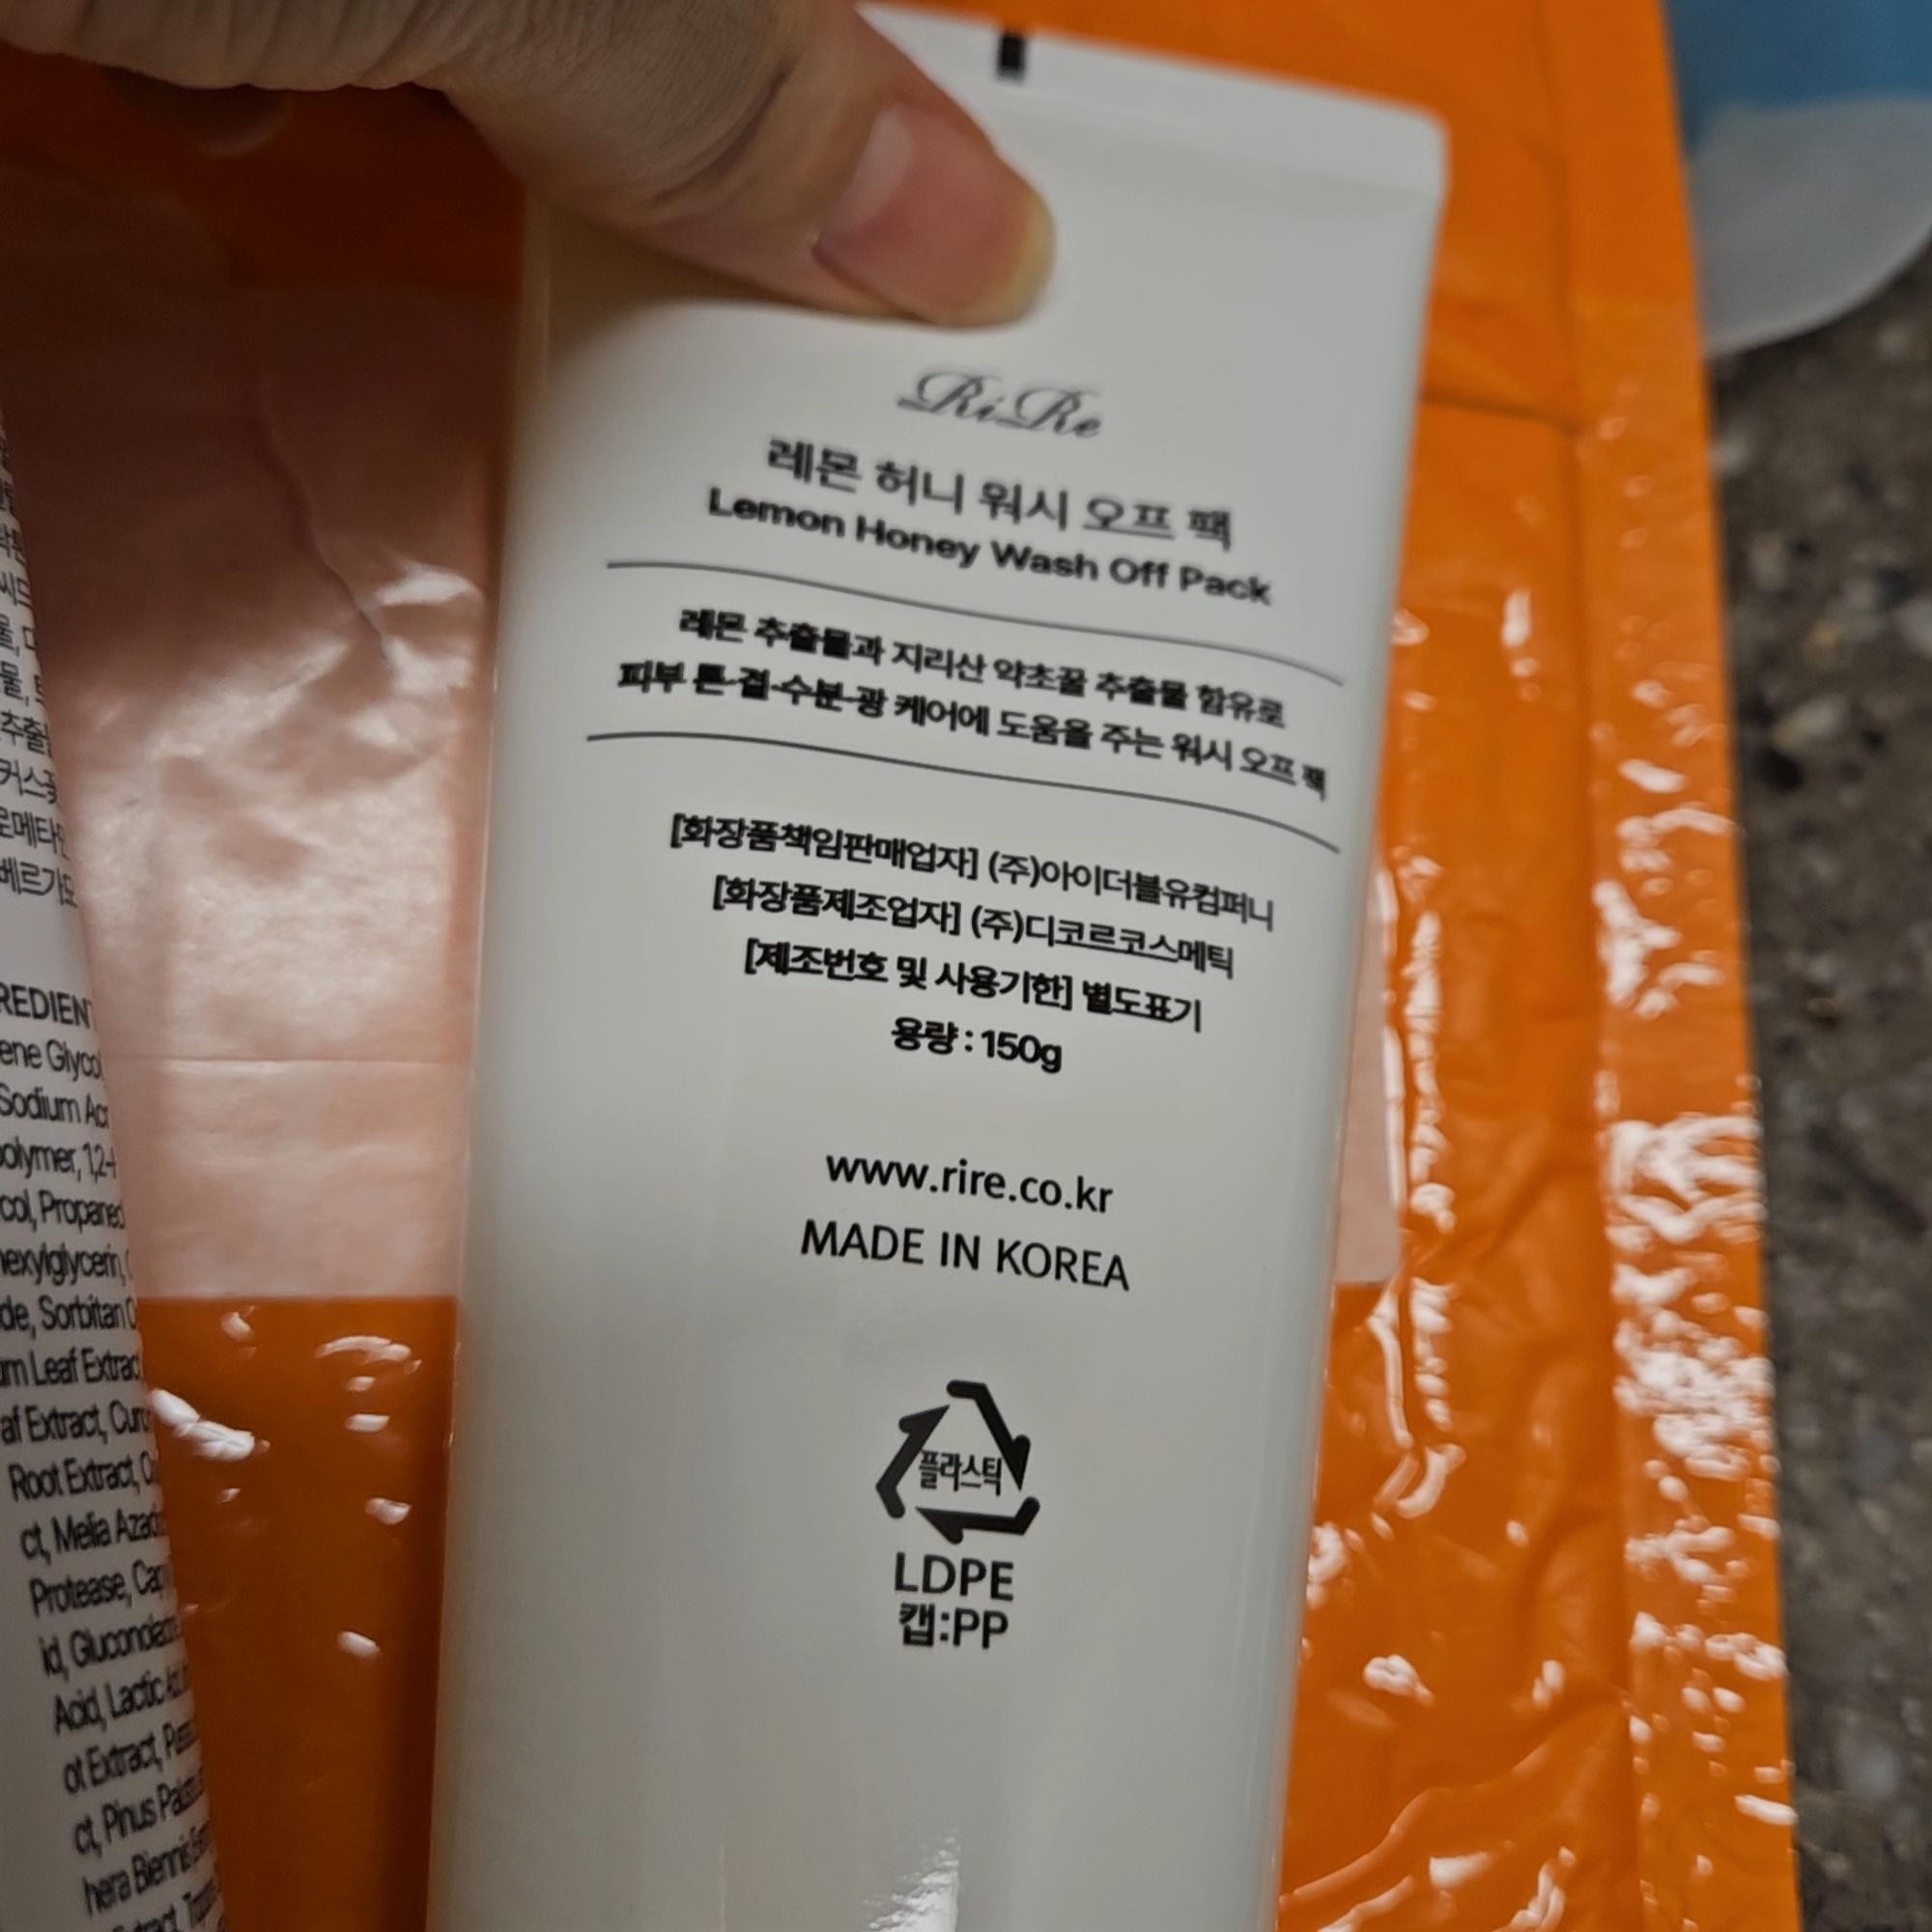 RiRe
레몬 허니 워시 오프 팩
Lemon Honey Wash Off Pack
레몬 추출물과 지리산 약초꿀 추출물 함유로
피부 톤·결·수분·광 케어에 도움을 주는 워시 오프 팩
[화장품책임판매업자] (주)아이더블유컴퍼니
[화장품제조업자] (주)디코르코스메틱
[제조번호 및 사용기한] 별도표기
용량 : 150g
www.rire.co.kr
MADE IN KOREA
플라스틱
LDPE
캡:PP
Glycol
Sodium
Sorbitan
Leaf Extract
Extract,
Root Extract,
Melia
Protease,
Acid, Lactic
Extract,
Pinus